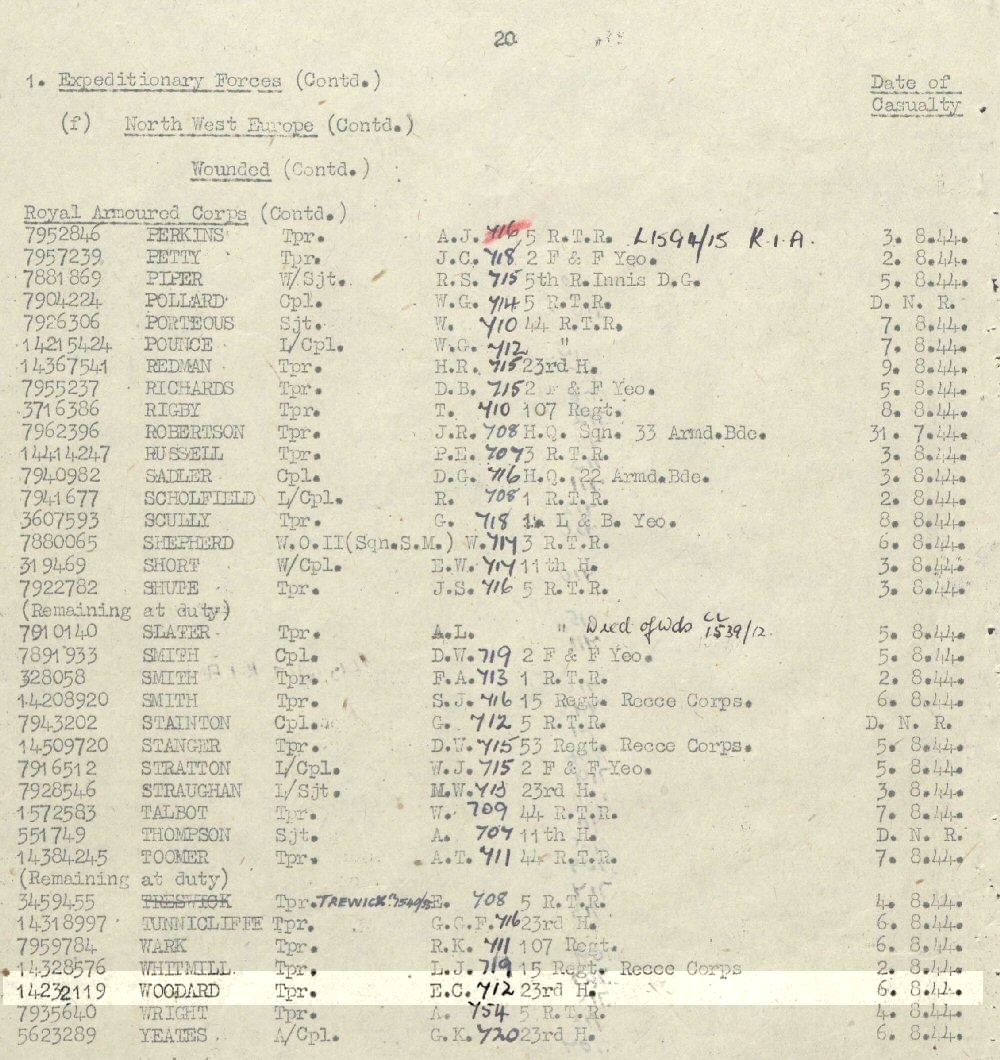 20
1. Expeditionary Forces (Contd.) Date of
Casualty
(f) North West Europe (Contd.)
Wounded (Contd.)
Royal Armoured Corps (Contd.)
7952846 PERKINS Tpr. A.J. 716 5 R.T.R. L1594/15 K.I.A. 3. 8.44.
7957239 PETTY Tpr. J.C. 718 2 F & F Yeo. 2. 8.44.
7881869 PIPER W/Sjt. R.S. 715 5th R.Innis D.G. 5. 8.44.
7904224 POLLARD Cpl. W.G. 714 5 R.T.R. D. N. R.
7926306 PORTEOUS Sjt. W. 710 44 R.T.R. 7. 8.44.
14215424 POUNCE L/Cpl. W.G. 712 " 7. 8.44.
14367541 REDMAN Tpr. H.R. 715 23rd H. 9. 8.44.
7955237 RICHARDS Tpr. D.B. 715 2 F & F Yeo. 5. 8.44.
3716386 RIGBY Tpr. T. 710 107 Regt. 8. 8.44.
7962396 ROBERTSON Tpr. J.R. 708 H.Q. Sqn. 33 Armd.Bde. 31. 7.44.
14414247 RUSSELL Tpr. P.E. 707 3 R.T.R. 3. 8.44.
7940982 SADLER Cpl. D.G. 716 H.Q. 22 Armd.Bde. 3. 8.44.
7941677 SCHOLFIELD L/Cpl. R. 708 1 R.T.R. 2. 8.44.
3607593 SCULLY Tpr. G. 718 1. L & B. Yeo. 8. 8.44.
7880065 SHEPHERD W.O.II(Sqn.S.M.) W. 714 3 R.T.R. 6. 8.44.
319469 SHORT W/Cpl. E.W. 717 11th H. 3. 8.44.
7922782 SHUTE Tpr. J.S. 716 5 R.T.R. 3. 8.44.
(Remaining at duty)
7910140 SLATER Tpr. A.L. " Died of Wds CL 1539/12. 5. 8.44.
7891933 SMITH Cpl. D.W. 719 2 F & F Yeo. 5. 8.44.
328058 SMITH Tpr. F.A. 713 1 R.T.R. 2. 8.44.
14208920 SMITH Tpr. S.J. 716 15 Regt. Recce Corps. 6. 8.44.
7943202 STAINTON Cpl. G. 712 5 R.T.R. D. N. R.
14509720 STANGER Tpr. D.W. 715 53 Regt. Recce Corps. 5. 8.44.
7916512 STRATTON L/Cpl. W.J. 715 2 F & F Yeo. 5. 8.44.
7928546 STRAUGHAN L/Sjt. M.W. 713 23rd H. 3. 8.44.
1572583 TALBOT Tpr. W. 709 44 R.T.R. 7. 8.44.
551749 THOMPSON Sjt. A. 707 11th H. D. N. R.
14384245 TOOMER Tpr. A.T. 711 44 R.T.R. 7. 8.44.
(Remaining at duty)
3459455 TRESWICK Tpr. TREWICK E. 708 5 R.T.R. 4. 8.44.
14318997 TUNNICLIFFE Tpr. G.G.F. 716 23rd H. 6. 8.44.
7959784 WARK Tpr. R.K. 711 107 Regt. 6. 8.44.
14328576 WHITMILL Tpr. L.J. 719 15 Regt. Recce Corps 2. 8.44.
14232119 WOODARD Tpr. E.C. 712 23rd H. 6. 8.44.
7935640 WRIGHT Tpr. A. 754 5 R.T.R. 4. 8.44.
5623289 YEATES A/Cpl. G.K. 720 23rd H. 6. 8.44.